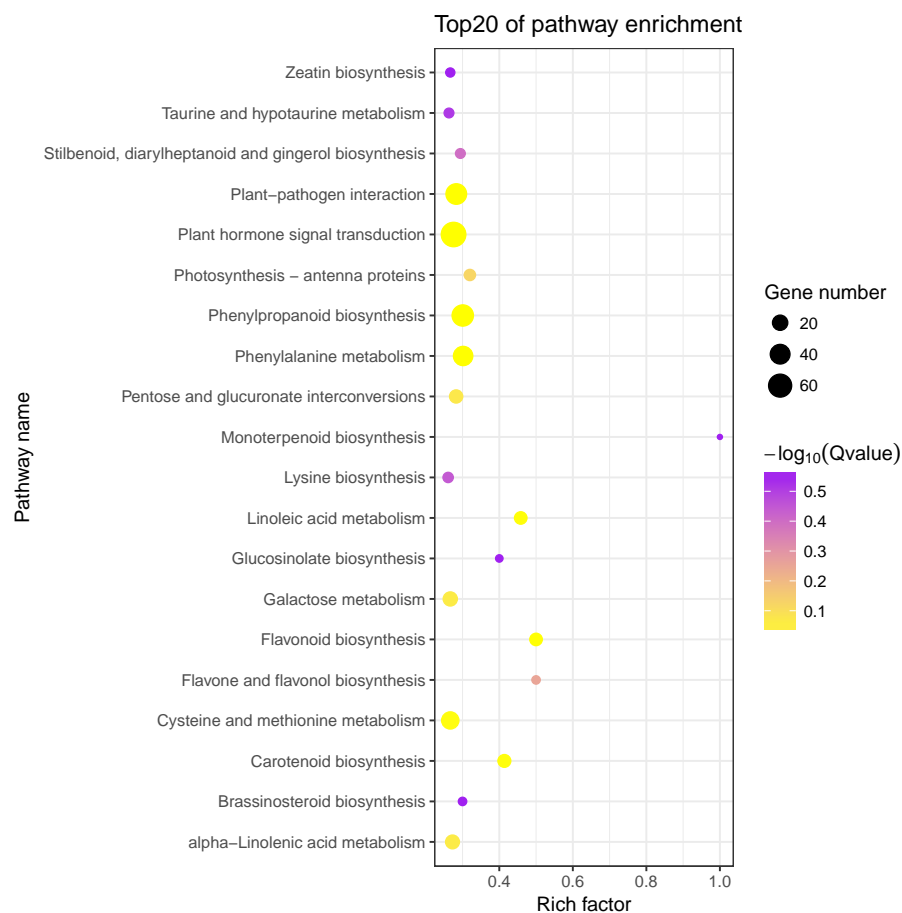 Top20 of pathway enrichment
Zeatin biosynthesis
Taurine and hypotaurine metabolism
Stilbenoid, diarylheptanoid and gingerol biosynthesis
Plant−pathogen interaction
Plant hormone signal transduction
Photosynthesis − antenna proteins
Phenylpropanoid biosynthesis
Phenylalanine metabolism
Pentose and glucuronate interconversions
Monoterpenoid biosynthesis
Lysine biosynthesis
Linoleic acid metabolism
Glucosinolate biosynthesis
Galactose metabolism
Flavonoid biosynthesis
Flavone and flavonol biosynthesis
Cysteine and methionine metabolism
Carotenoid biosynthesis
Brassinosteroid biosynthesis
alpha−Linolenic acid metabolism
Pathway name
0.4 0.6 0.8 1.0
Rich factor
Gene number
20
40
60
−log₁₀(Qvalue)
0.5
0.4
0.3
0.2
0.1